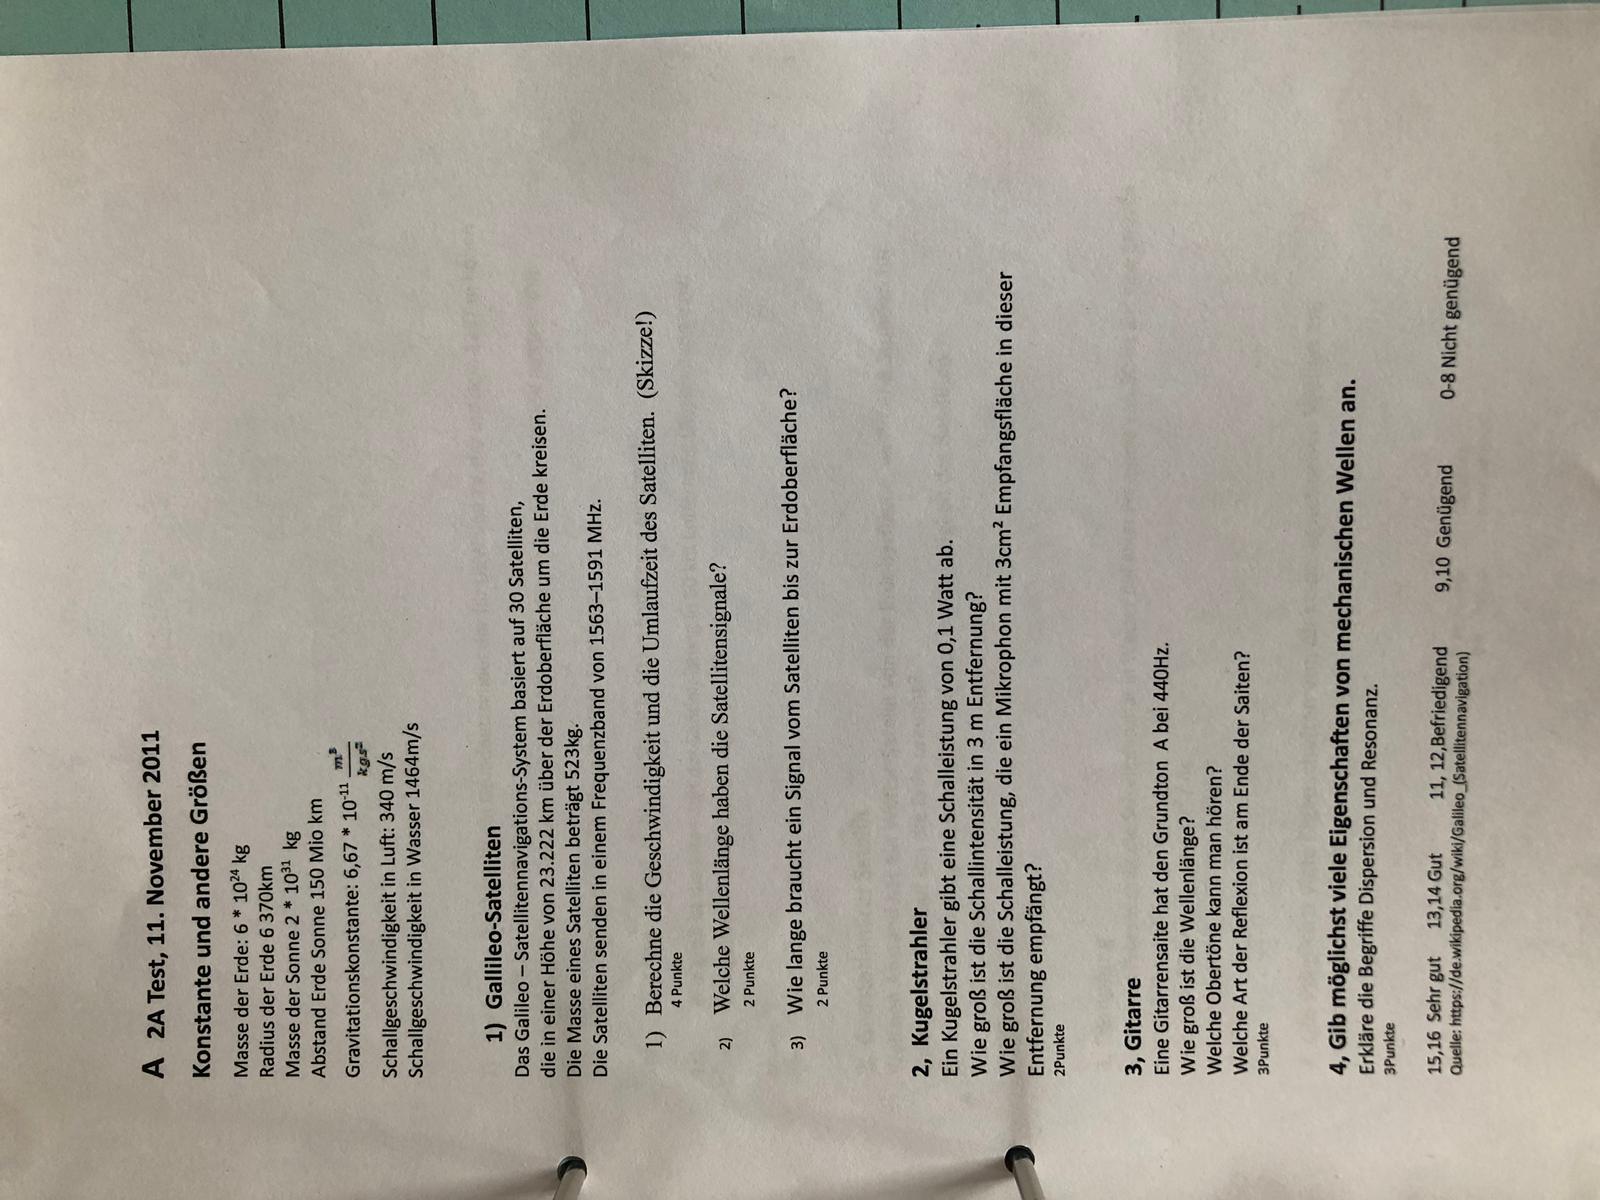 A 2A Test, 11. November 2011
Konstante und andere Größen
Masse der Erde: 6 * 10²⁴ kg
Radius der Erde 6 370km
Masse der Sonne 2 * 10³¹ kg
Abstand Erde Sonne 150 Mio km
Gravitationskonstante: 6,67 * 10⁻¹¹ m³/kgs²
Schallgeschwindigkeit in Luft: 340 m/s
Schallgeschwindigkeit in Wasser 1464m/s
1) Gallileo-Satelliten
Das Galileo – Satellitennavigations-System basiert auf 30 Satelliten,
die in einer Höhe von 23.222 km über der Erdoberfläche um die Erde kreisen.
Die Masse eines Satelliten beträgt 523kg.
Die Satelliten senden in einem Frequenzband von 1563–1591 MHz.
1) Berechne die Geschwindigkeit und die Umlaufzeit des Satelliten. (Skizze!)
4 Punkte
2) Welche Wellenlänge haben die Satellitensignale?
2 Punkte
3) Wie lange braucht ein Signal vom Satelliten bis zur Erdoberfläche?
2 Punkte
2, Kugelstrahler
Ein Kugelstrahler gibt eine Schalleistung von 0,1 Watt ab.
Wie groß ist die Schallintensität in 3 m Entfernung?
Wie groß ist die Schalleistung, die ein Mikrophon mit 3cm² Empfangsfläche in dieser
Entfernung empfängt?
2Punkte
3, Gitarre
Eine Gitarrensaite hat den Grundton A bei 440Hz.
Wie groß ist die Wellenlänge?
Welche Obertöne kann man hören?
Welche Art der Reflexion ist am Ende der Saiten?
3Punkte
4, Gib möglichst viele Eigenschaften von mechanischen Wellen an.
Erkläre die Begriffe Dispersion und Resonanz.
3Punkte
15,16 Sehr gut 13,14 Gut 11, 12,Befriedigend 9,10 Genügend 0-8 Nicht genügend
Quelle: https://de.wikipedia.org/wiki/Galileo_(Satellitennavigation)